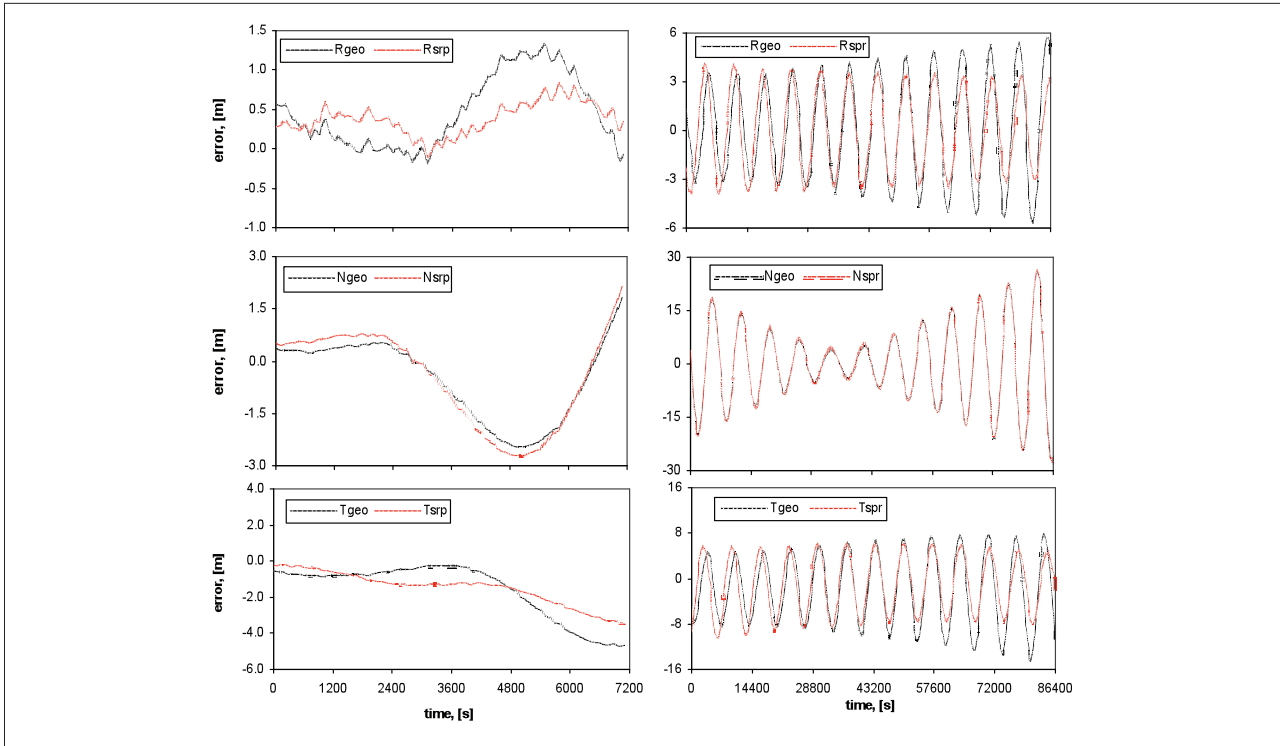 1.5
1.0
0.5
0.0
-0.5
-1.0
error, [m]
Rgeo Rsrp
6
3
0
-3
-6
Rgeo Rspr
3.0
1.5
0.0
-1.5
-3.0
error, [m]
Ngeo Nsrp
30
15
0
-15
-30
Ngeo Nspr
4.0
2.0
0.0
-2.0
-4.0
-6.0
error, [m]
Tgeo Tsrp
0 1200 2400 3600 4800 6000 7200
time, [s]
16
8
0
-8
-16
Tgeo Tspr
0 14400 28800 43200 57600 72000 86400
time, [s]